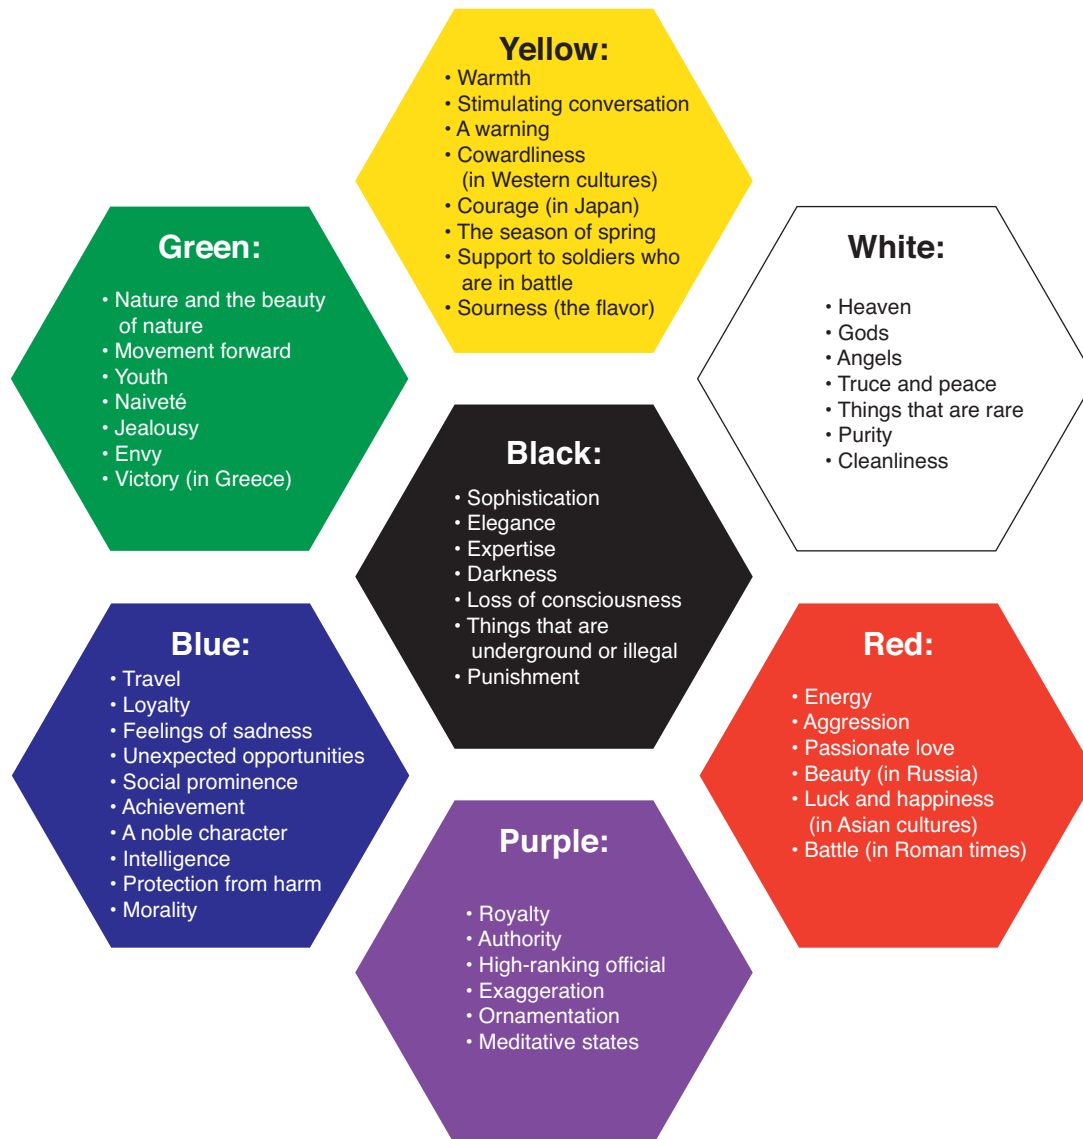 Yellow:
• Warmth
• Stimulating conversation
• A warning
• Cowardliness
(in Western cultures)
• Courage (in Japan)
• The season of spring
• Support to soldiers who
are in battle
• Sourness (the flavor)
Green:
• Nature and the beauty
of nature
• Movement forward
• Youth
• Naiveté
• Jealousy
• Envy
• Victory (in Greece)
White:
• Heaven
• Gods
• Angels
• Truce and peace
• Things that are rare
• Purity
• Cleanliness
Black:
• Sophistication
• Elegance
• Expertise
• Darkness
• Loss of consciousness
• Things that are
underground or illegal
• Punishment
Blue:
• Travel
• Loyalty
• Feelings of sadness
• Unexpected opportunities
• Social prominence
• Achievement
• A noble character
• Intelligence
• Protection from harm
• Morality
Red:
• Energy
• Aggression
• Passionate love
• Beauty (in Russia)
• Luck and happiness
(in Asian cultures)
• Battle (in Roman times)
Purple:
• Royalty
• Authority
• High-ranking official
• Exaggeration
• Ornamentation
• Meditative states